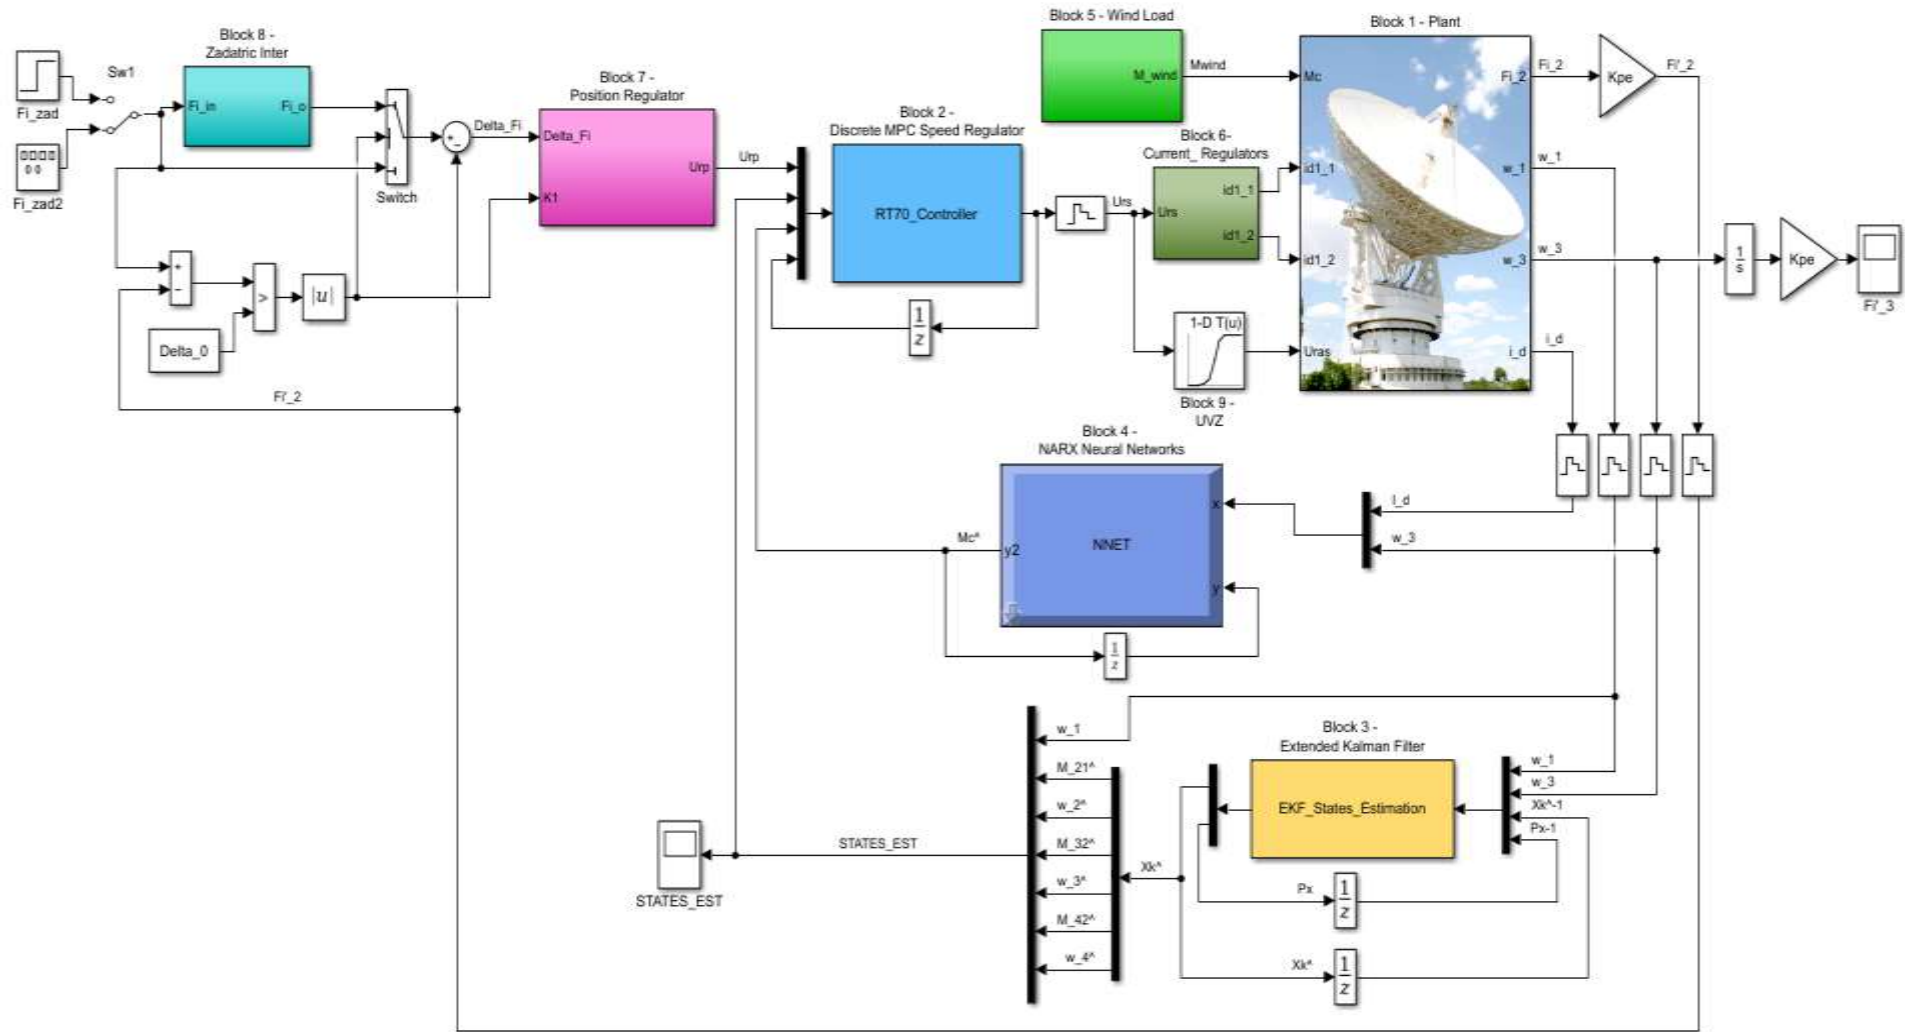 Block 8 -
Zadatric Inter
Sw1
Fi_zad
Fi_zad2
Fi_in
Fi_o
Switch
Delta_Fi
Block 7 -
Position Regulator
Delta_Fi
Urp
K1
Urp
Block 2 -
Discrete MPC Speed Regulator
RT70_Controller
1
z
Urs
Block 5 - Wind Load
M_wind
Mwind
Block 6-
Current_ Regulators
Urs
id1_1
id1_2
1-D T(u)
Block 9 -
UVZ
Block 1 - Plant
Mc
id1_1
id1_2
Uras
Fi_2
w_1
w_3
i_d
Fi_2
Kpe
Fi'_2
w_1
w_3
i_d
1
s
Kpe
Fi'_3
+
-
>
|u|
Delta_0
Fi'_2
+
-
Block 4 -
NARX Neural Networks
NNET
x
y
y2
Mc^
I_d
w_3
1
z
Block 3 -
Extended Kalman Filter
EKF_States_Estimation
w_1
w_3
Xk^-1
Px-1
Px
1
z
Xk^
1
z
Xk^
w_1
M_21^
w_2^
M_32^
w_3^
M_42^
w_4^
STATES_EST
STATES_EST